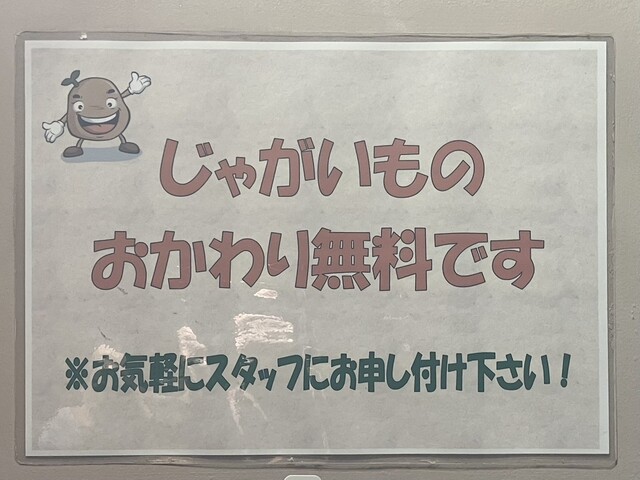 じゃがいもの
おかわり無料です
※お気軽にスタッフにお申し付け下さい！